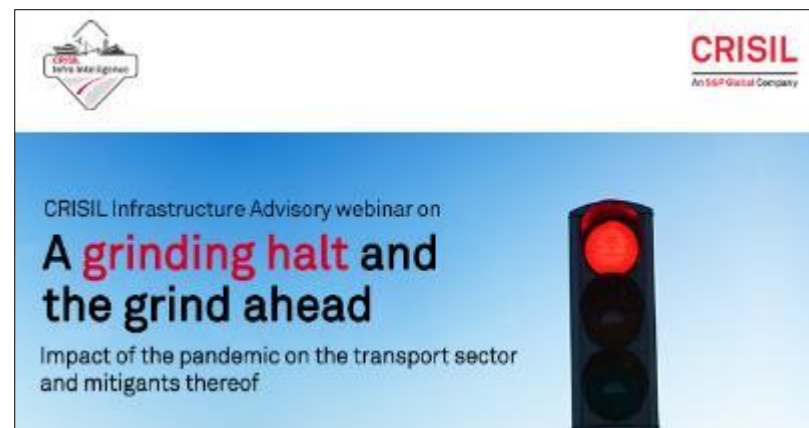 CRISIL
Infra Intelligence
CRISIL
An S&P Global Company
CRISIL Infrastructure Advisory webinar on
A grinding halt and
the grind ahead
Impact of the pandemic on the transport sector
and mitigants thereof